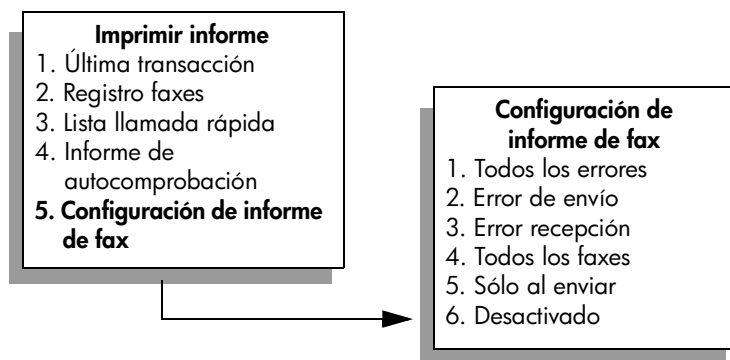 Imprimir informe
1. Última transacción
2. Registro faxes
3. Lista llamada rápida
4. Informe de
autocomprobación
5. Configuración de informe
de fax
Configuración de
informe de fax
1. Todos los errores
2. Error de envío
3. Error recepción
4. Todos los faxes
5. Sólo al enviar
6. Desactivado